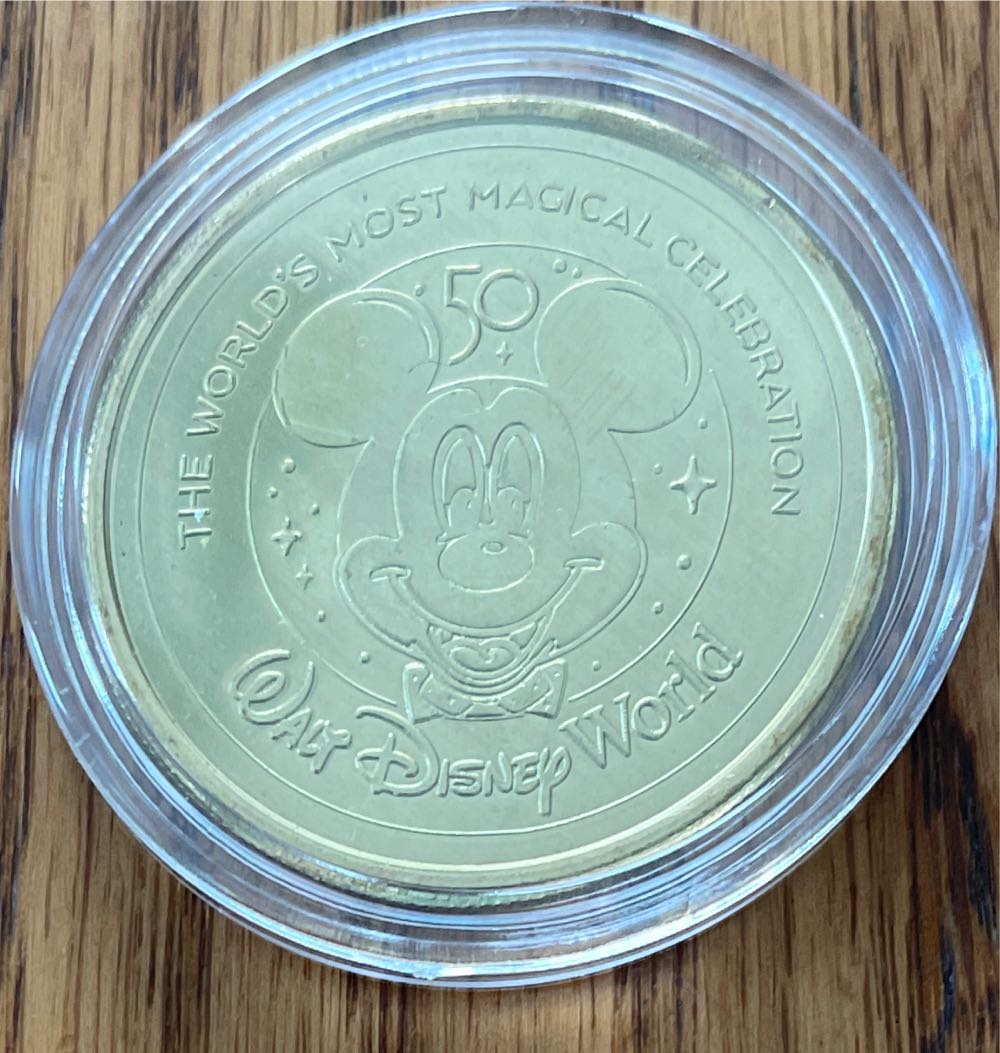 THE WORLD'S MOST MAGICAL CELEBRATION
50
WALT DISNEY World